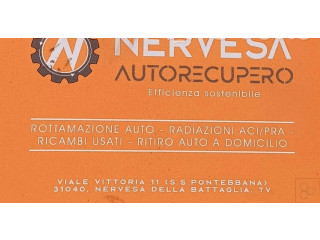 NERVESA
AUTORECUPERO
Efficienza sostenibile
ROTTAMAZIONE AUTO - RADIAZIONI ACI/PRA -
RICAMBI USATI - RITIRO AUTO A DOMICILIO
VIALE VITTORIA 11 (S.S PONTEBBANA)
31040, NERVESA DELLA BATTAGLIA, TV